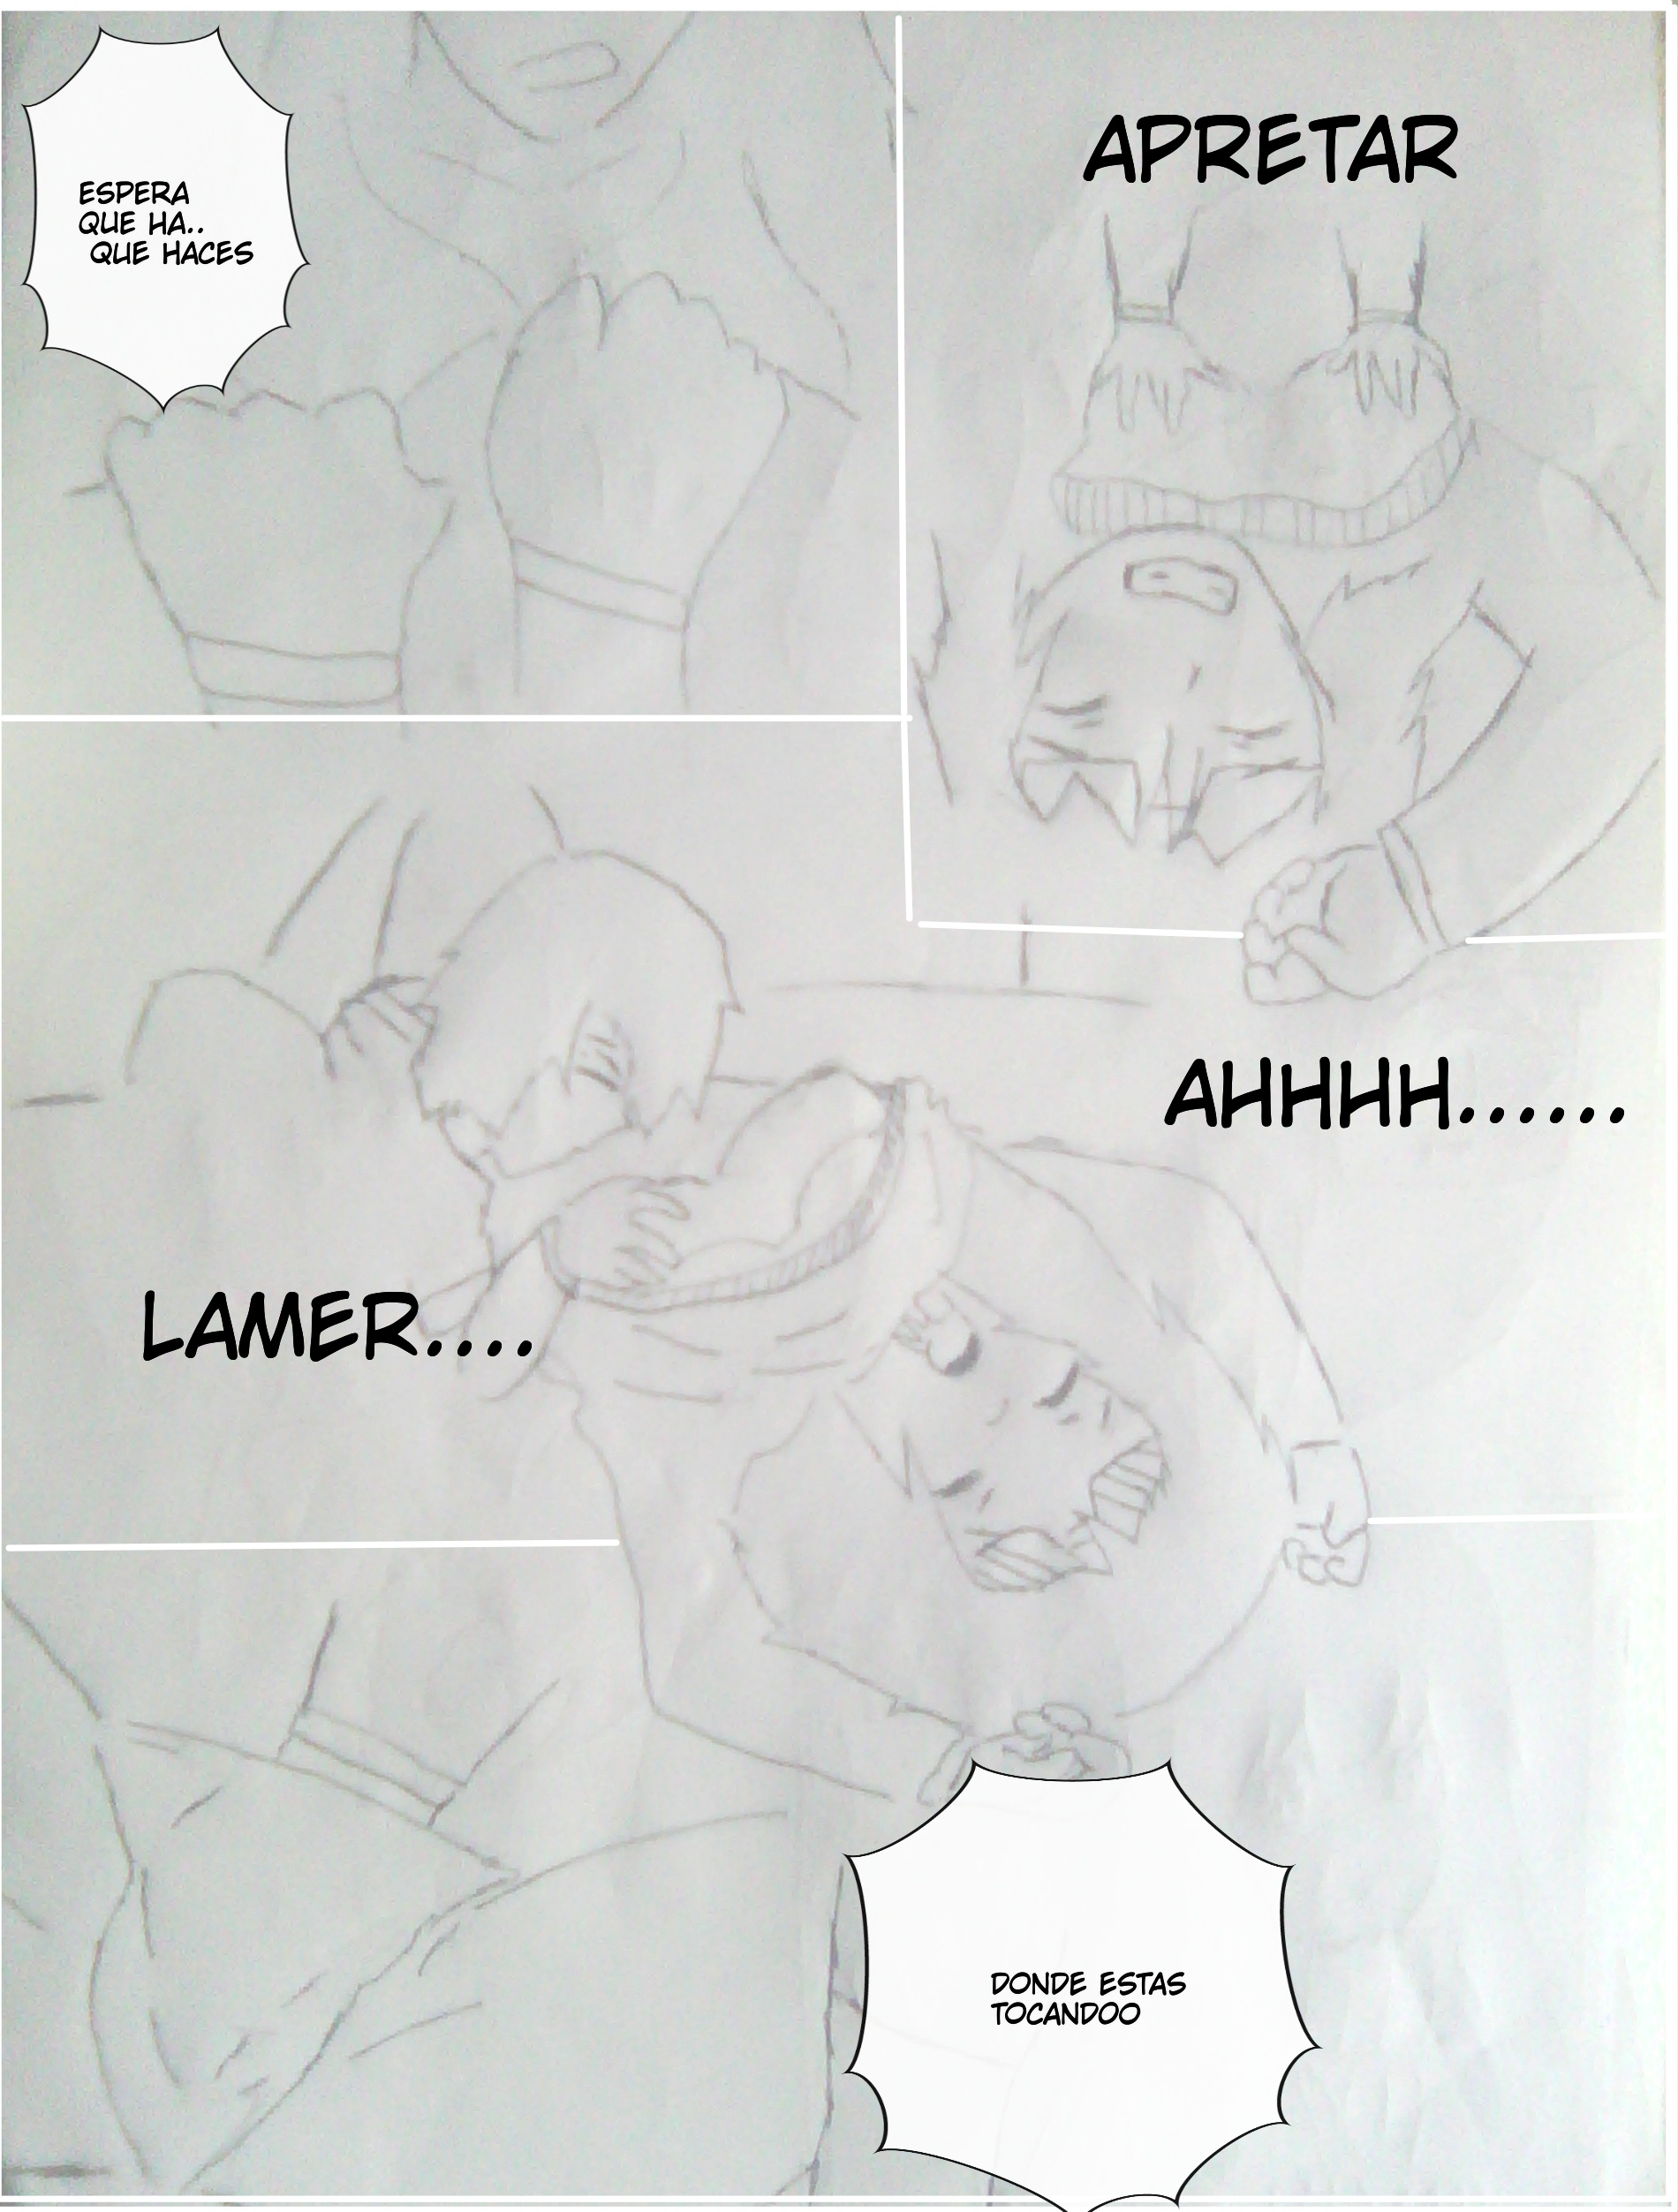 ESPERA
QUE HA..
QUE HACES
APRETAR
AHHHH......
LAMER....
DONDE ESTAS
TOCANDOO